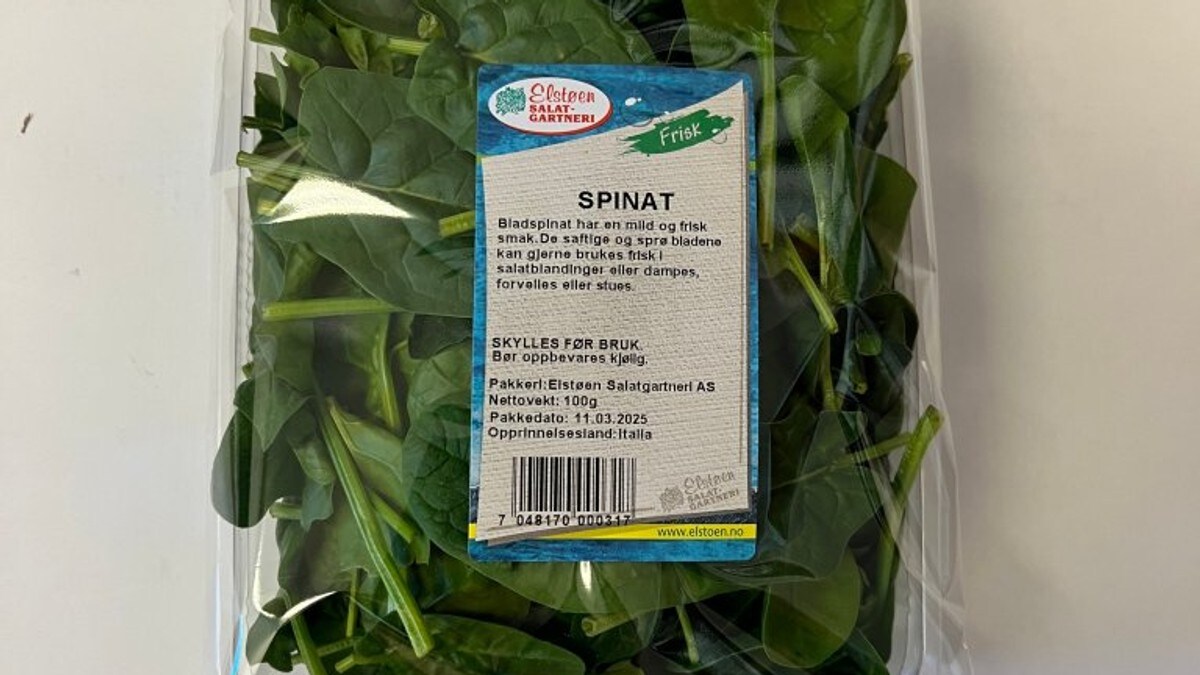 Elstøen
SALAT-
GARTNERI
Frisk
SPINAT
Bladspinat har en mild og frisk
smak.De saftige og sprø bladene
kan gjerne brukes frisk i
salatblandinger eller dampes,
forvelles eller stues.
SKYLLES FØR BRUK.
Bør oppbevares kjølig.
Pakkeri:Elstøen Salatgartneri AS
Nettovekt: 100g
Pakkedato: 11.03.2025
Opprinnelsesland:Italia
7 048170 000317
Elstøen
SALAT-
GARTNERI
www.elstoen.no